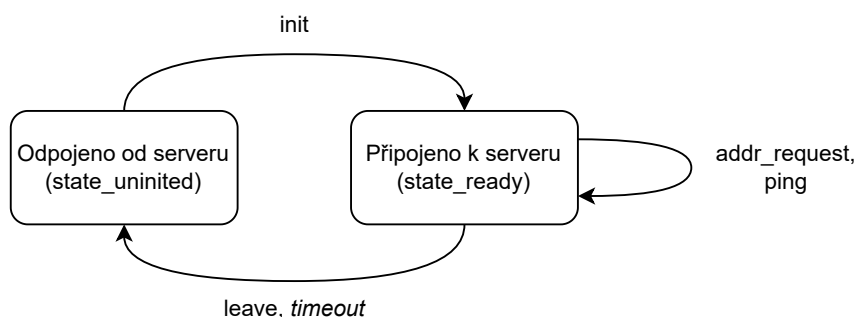 init
Odpojeno od serveru
(state_uninited)
Připojeno k serveru
(state_ready)
addr_request,
ping
leave, timeout